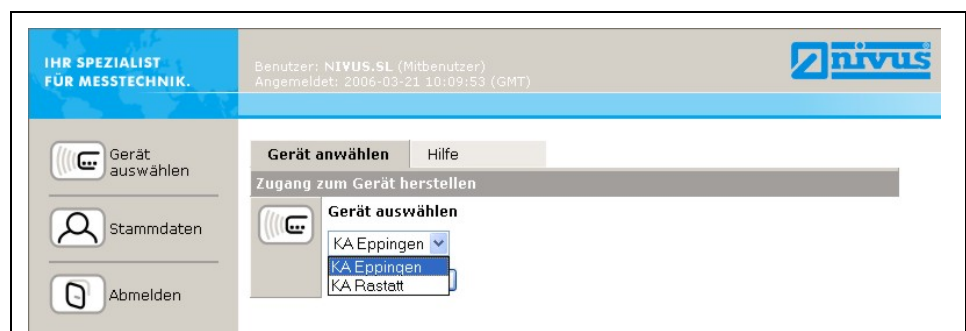 IHR SPEZIALIST
FÜR MESSTECHNIK.
Benutzer: NIVUS.SL (Mitbenutzer)
Angemeldet: 2006-03-21 10:09:53 (GMT)
nivus
Gerät
auswählen
Stammdaten
Abmelden
Gerät anwählen Hilfe
Zugang zum Gerät herstellen
Gerät auswählen
KA Eppingen
KA Eppingen
KA Rastatt